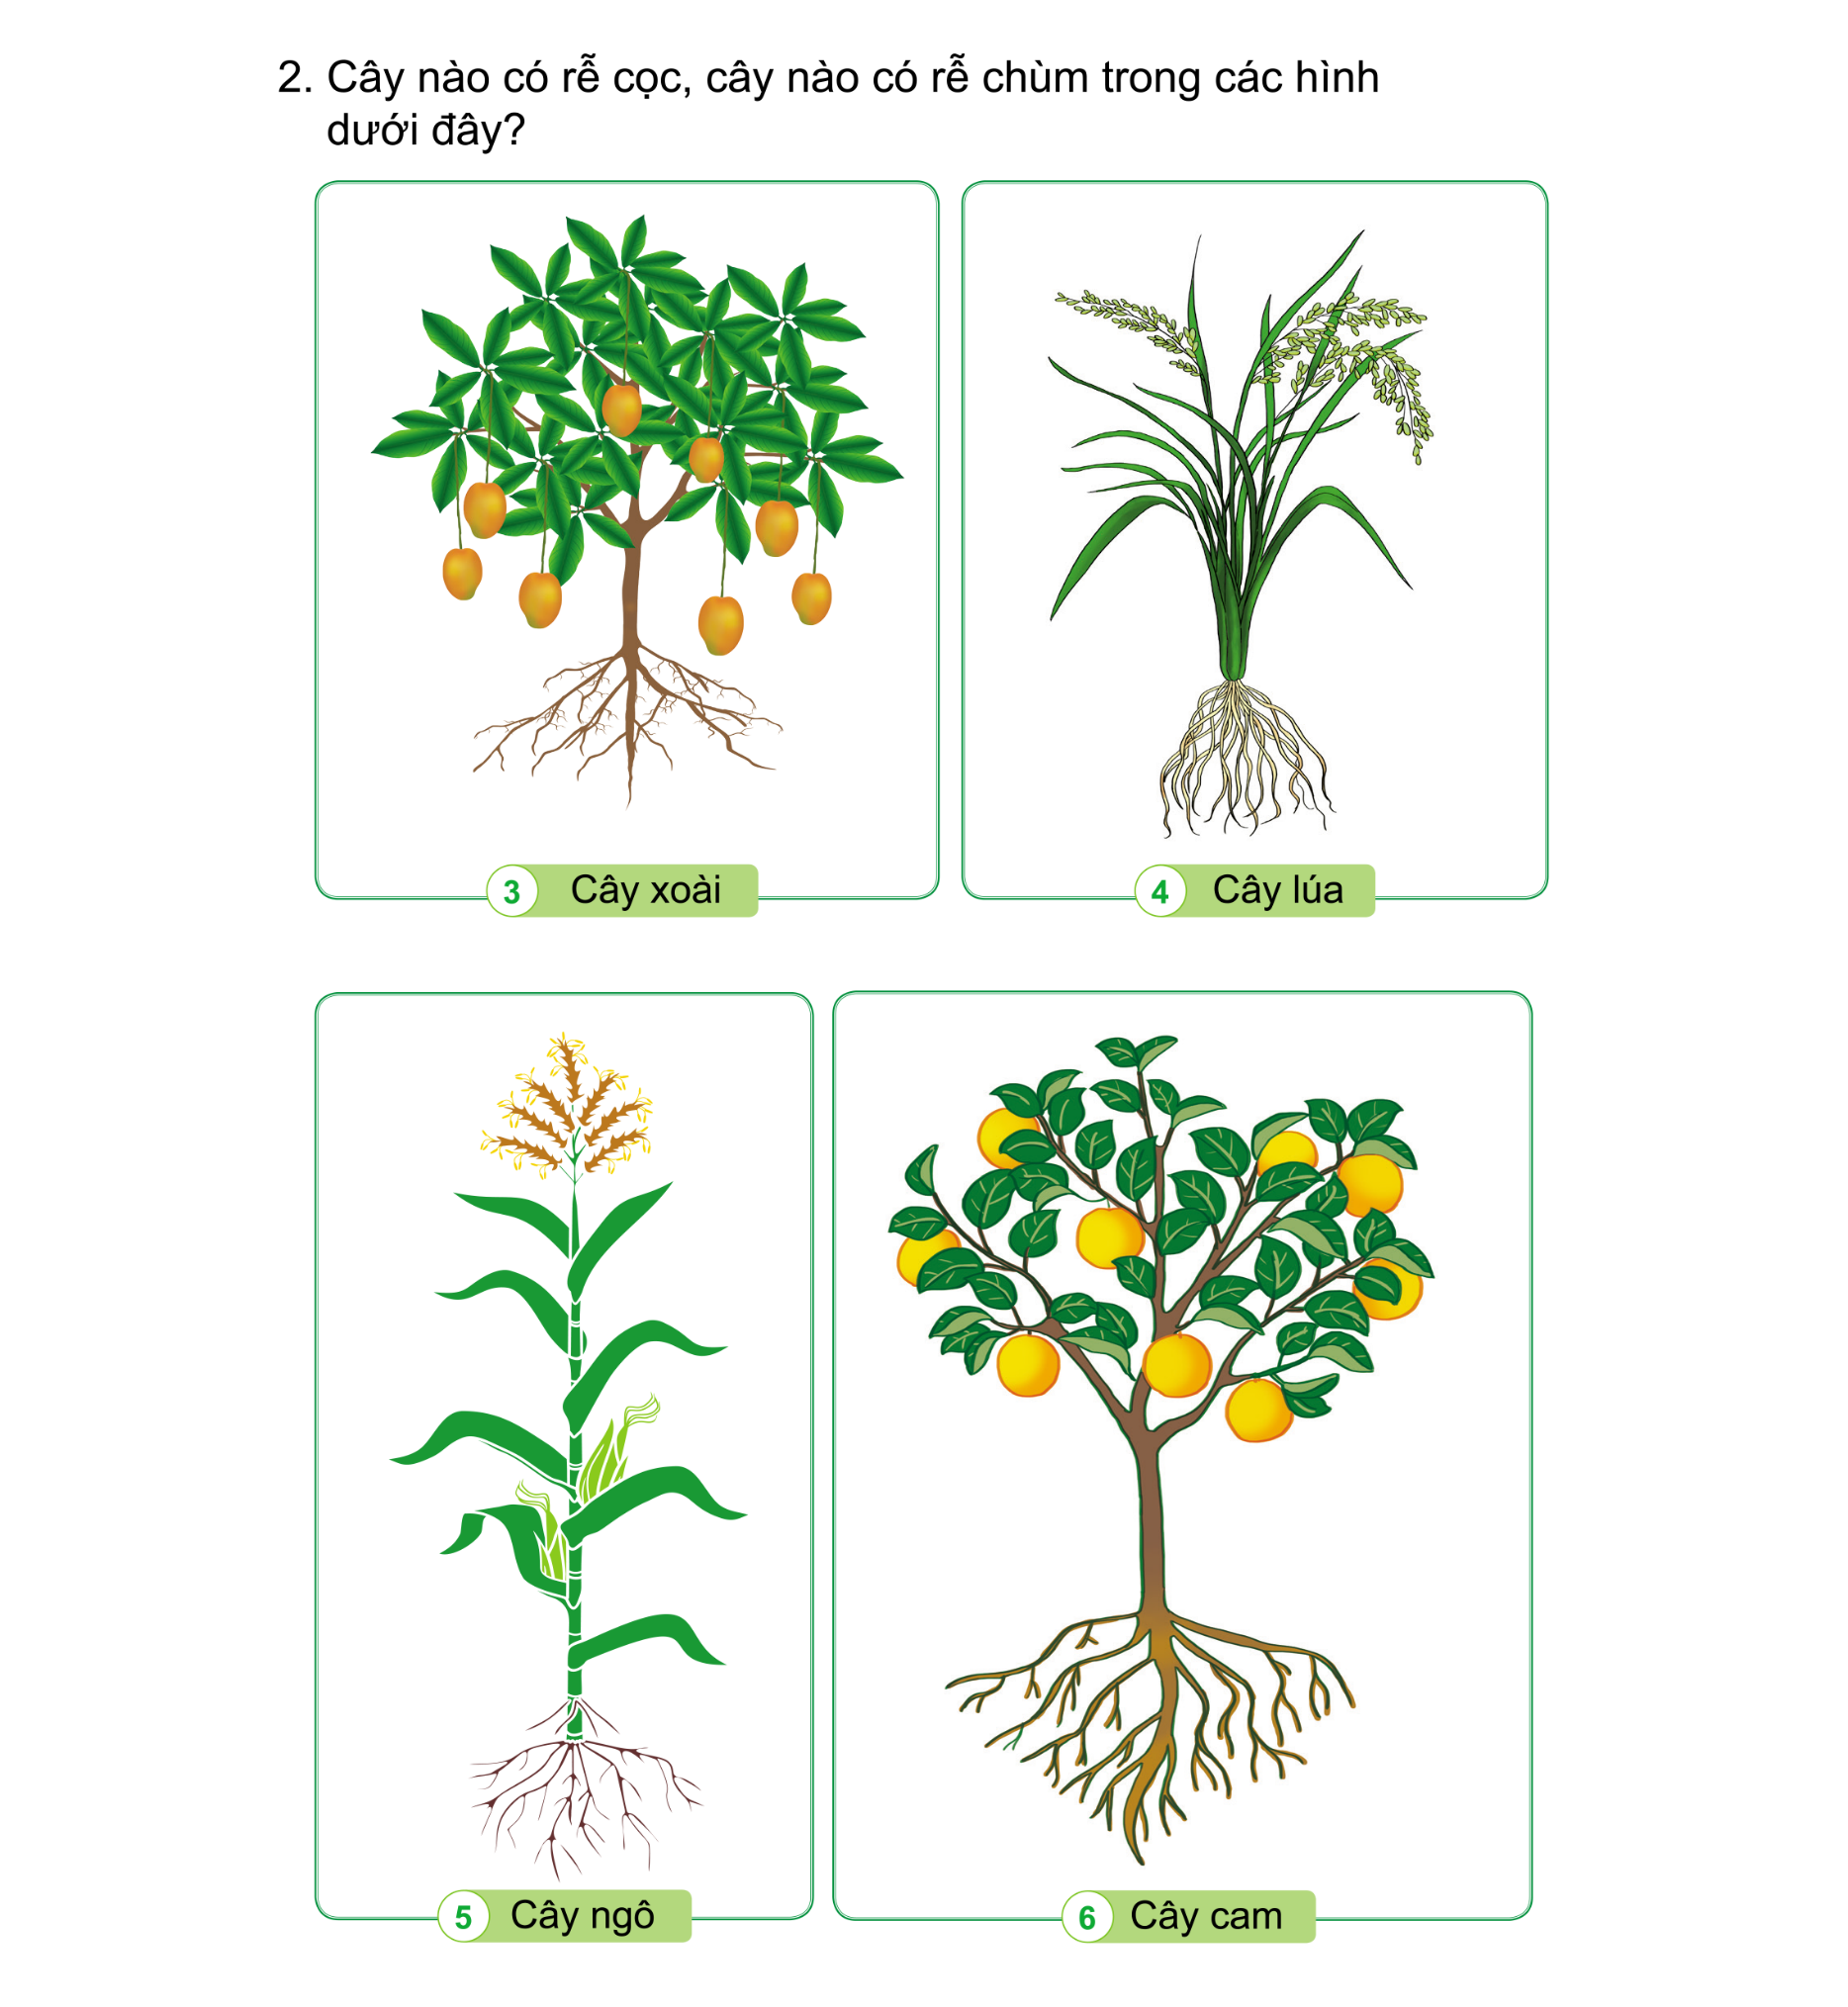 2. Cây nào có rễ cọc, cây nào có rễ chùm trong các hình
dưới đây?
3 Cây xoài
4 Cây lúa
5 Cây ngô
6 Cây cam